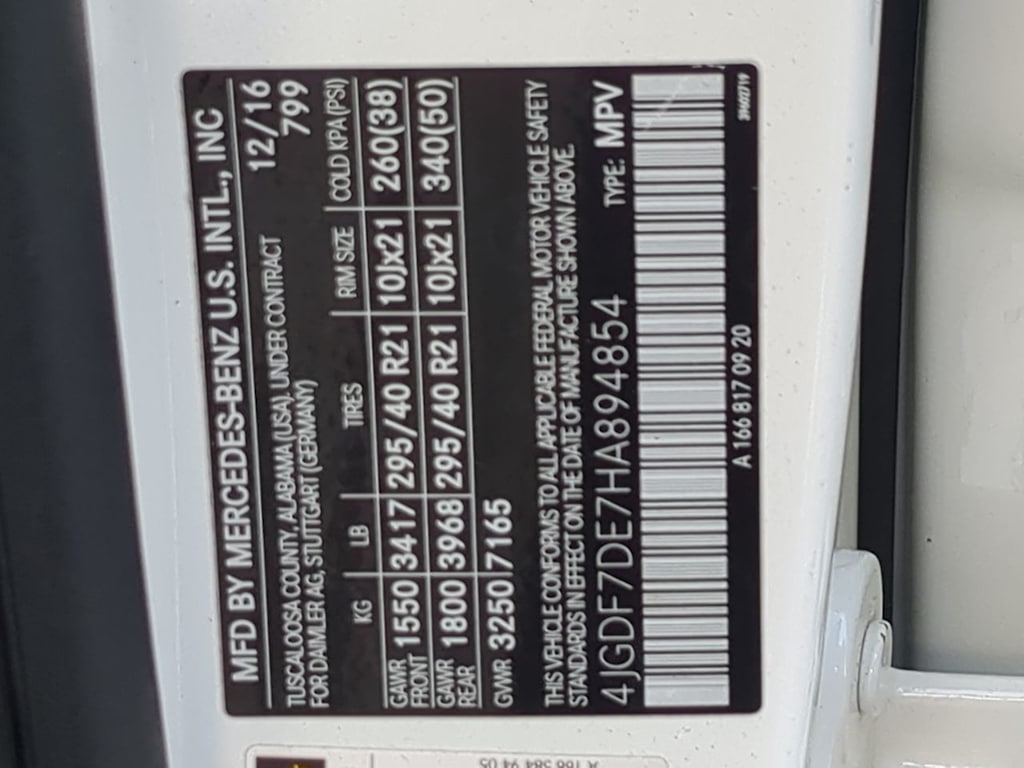 MFD BY MERCEDES-BENZ U.S. INTL., INC
TUSCALOOSA COUNTY, ALABAMA (USA), UNDER CONTRACT 12/16
FOR DAIMLER AG, STUTTGART (GERMANY) 799
KG LB TIRES RIM SIZE COLD KPA (PSI)
GAWR FRONT 1550 3417 295/40 R21 10Jx21 260(38)
GAWR REAR 1800 3968 295/40 R21 10Jx21 340(50)
GVWR 3250 7165
THIS VEHICLE CONFORMS TO ALL APPLICABLE FEDERAL MOTOR VEHICLE SAFETY
STANDARDS IN EFFECT ON THE DATE OF MANUFACTURE SHOWN ABOVE.
4JGDF7DE7HA894854 TYPE: MPV
A 166 817 09 20
A 166 584 94 05